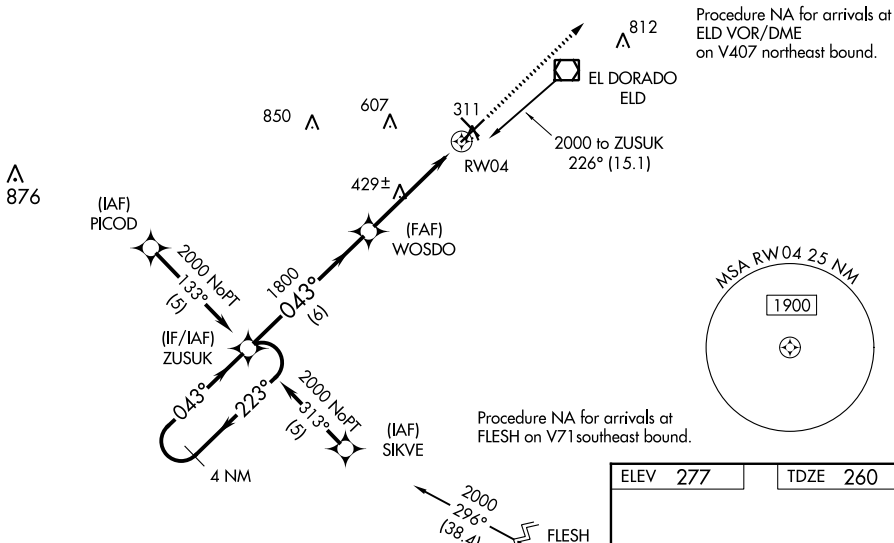 Procedure NA for arrivals at
ELD VOR/DME
on V407 northeast bound.
812
EL DORADO
ELD
850
607
311
2000 to ZUSUK
226° (15.1)
RW04
876
429±
(IAF)
PICOD
(FAF)
WOSDO
2000 NoPT
133°
(5)
1800
043°
(6)
MSA RW04 25 NM
1900
(IF/IAF)
ZUSUK
043°
223°
2000 NoPT
313°
(5)
(IAF)
SIKVE
4 NM
Procedure NA for arrivals at
FLESH on V71southeast bound.
ELEV 277
TDZE 260
2000
296°
(38.4)
FLESH